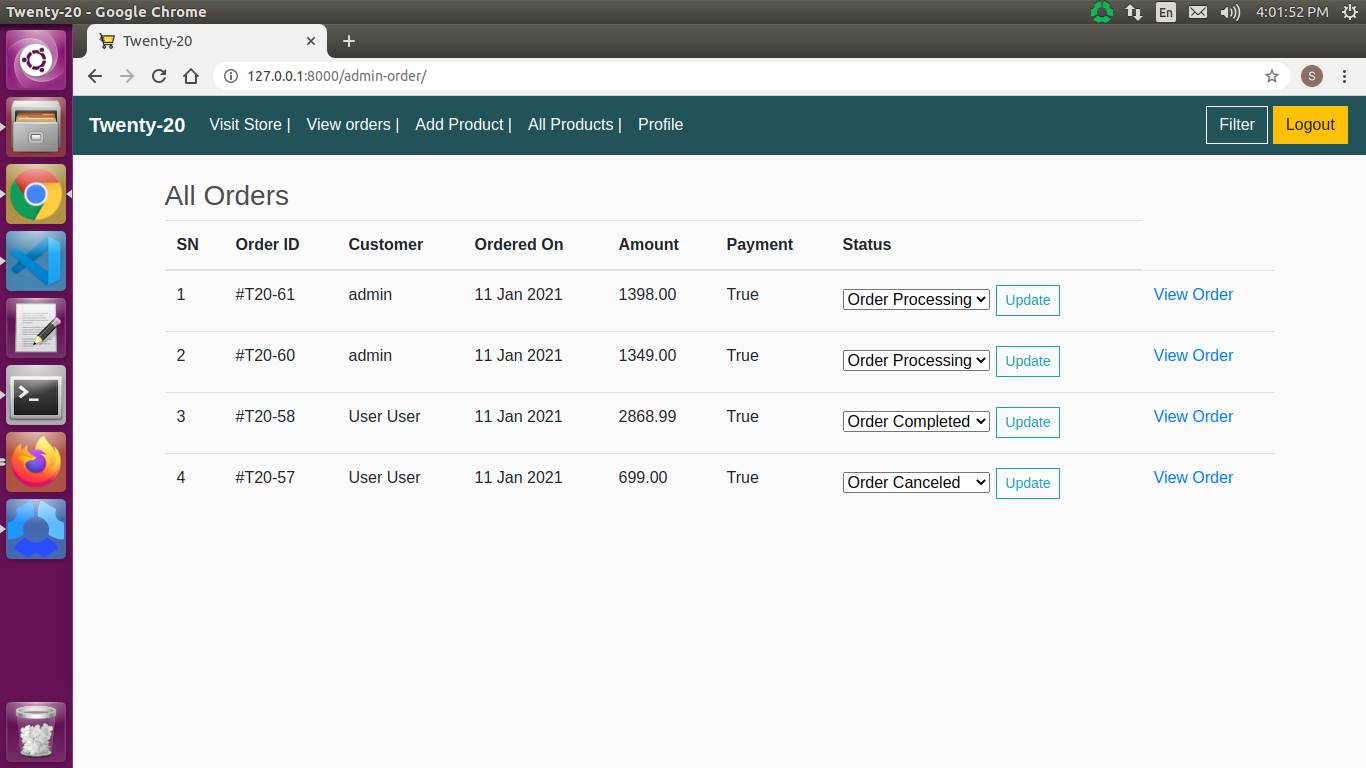 Twenty-20 - Google Chrome
En
4:01:52 PM
Twenty-20
127.0.0.1:8000/admin-order/
S
Twenty-20 Visit Store | View orders | Add Product | All Products | Profile Filter Logout
All Orders
SN Order ID Customer Ordered On Amount Payment Status
1 #T20-61 admin 11 Jan 2021 1398.00 True Order Processing Update View Order
2 #T20-60 admin 11 Jan 2021 1349.00 True Order Processing Update View Order
3 #T20-58 User User 11 Jan 2021 2868.99 True Order Completed Update View Order
4 #T20-57 User User 11 Jan 2021 699.00 True Order Canceled Update View Order